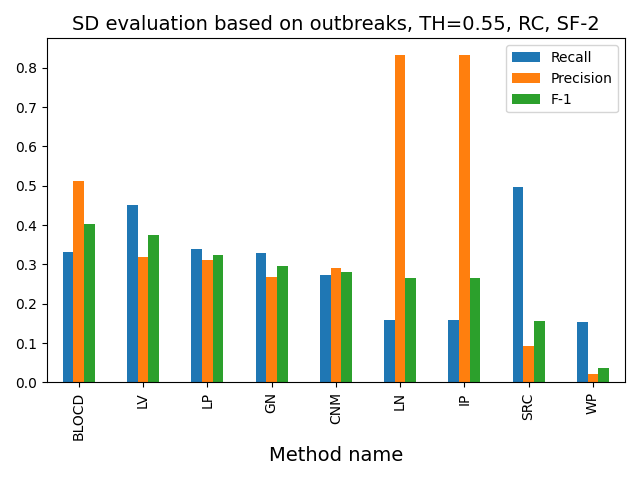 SD evaluation based on outbreaks, TH=0.55, RC, SF-2
Recall
Precision
F-1
0.8
0.7
0.6
0.5
0.4
0.3
0.2
0.1
0.0
BLOCD
LV
LP
GN
CNM
LN
IP
SRC
WP
Method name